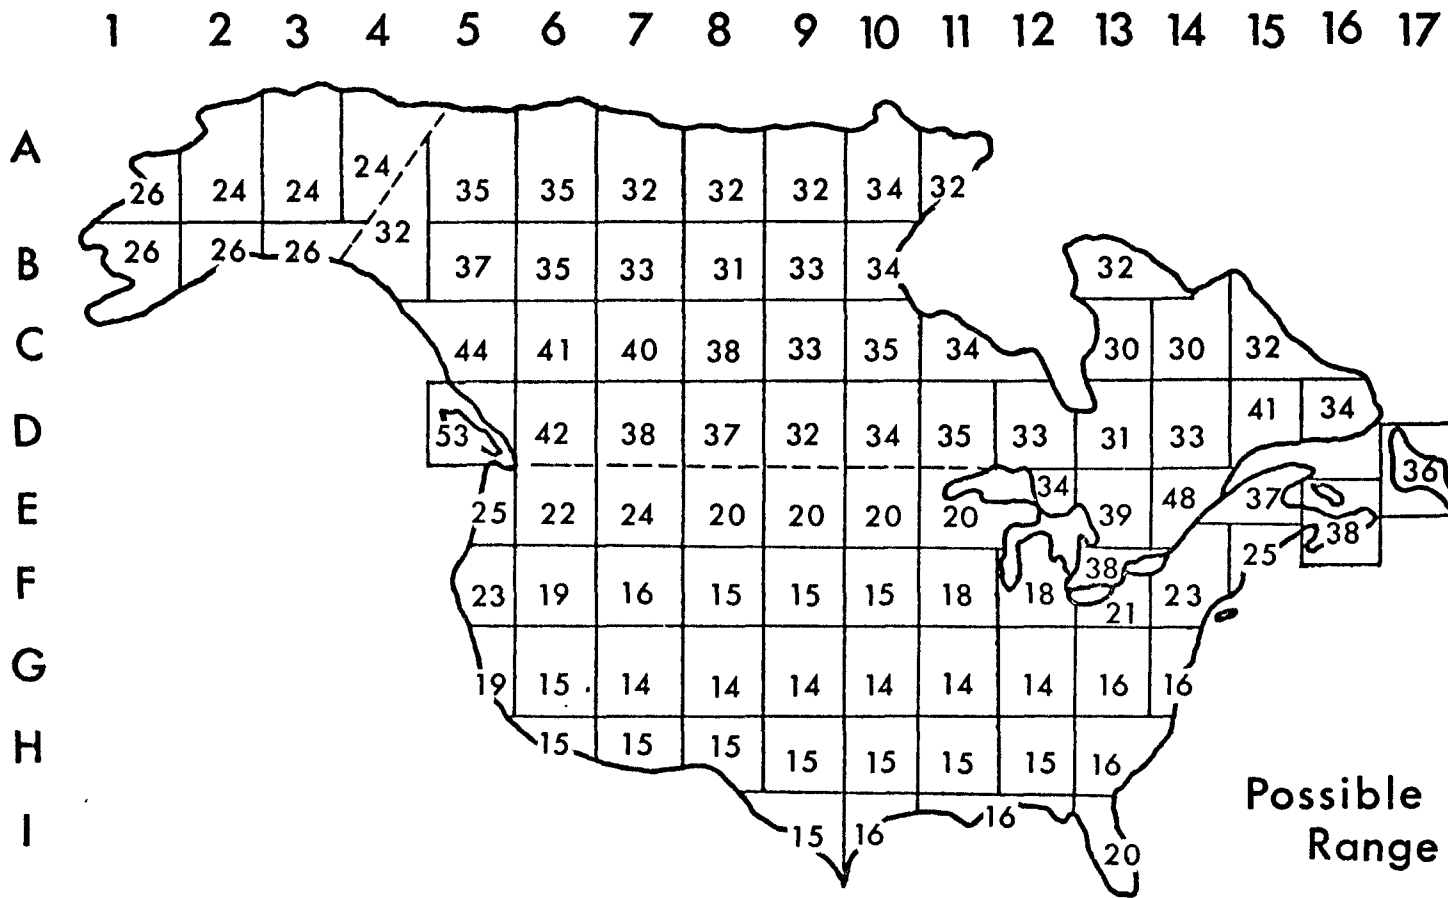 1 2 3 4 5 6 7 8 9 10 11 12 13 14 15 16 17
A 26 24 24 24 35 35 32 32 32 34 32
B 26 26 26 32 37 35 33 31 33 34 32
C 44 41 40 38 33 35 34 30 30 32
D 53 42 38 37 32 34 35 33 31 33 41 34 36
E 25 22 24 20 20 20 20 34 39 48 37 38
F 23 19 16 15 15 15 18 18 38 21 23 25
G 19 15 14 14 14 14 14 14 16 16
H 15 15 15 15 15 15 15 16
I 15 16 16 20
Possible
Range